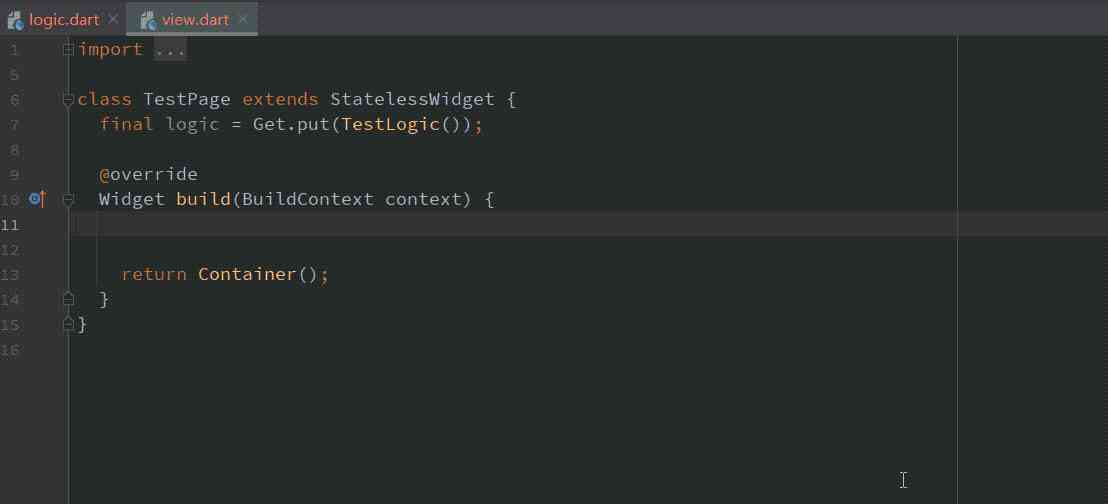 logic.dart view.dart
1 import ...
5
6 class TestPage extends StatelessWidget {
7 final logic = Get.put(TestLogic());
8
9 @override
10 Widget build(BuildContext context) {
11
12
13 return Container();
14 }
15 }
16